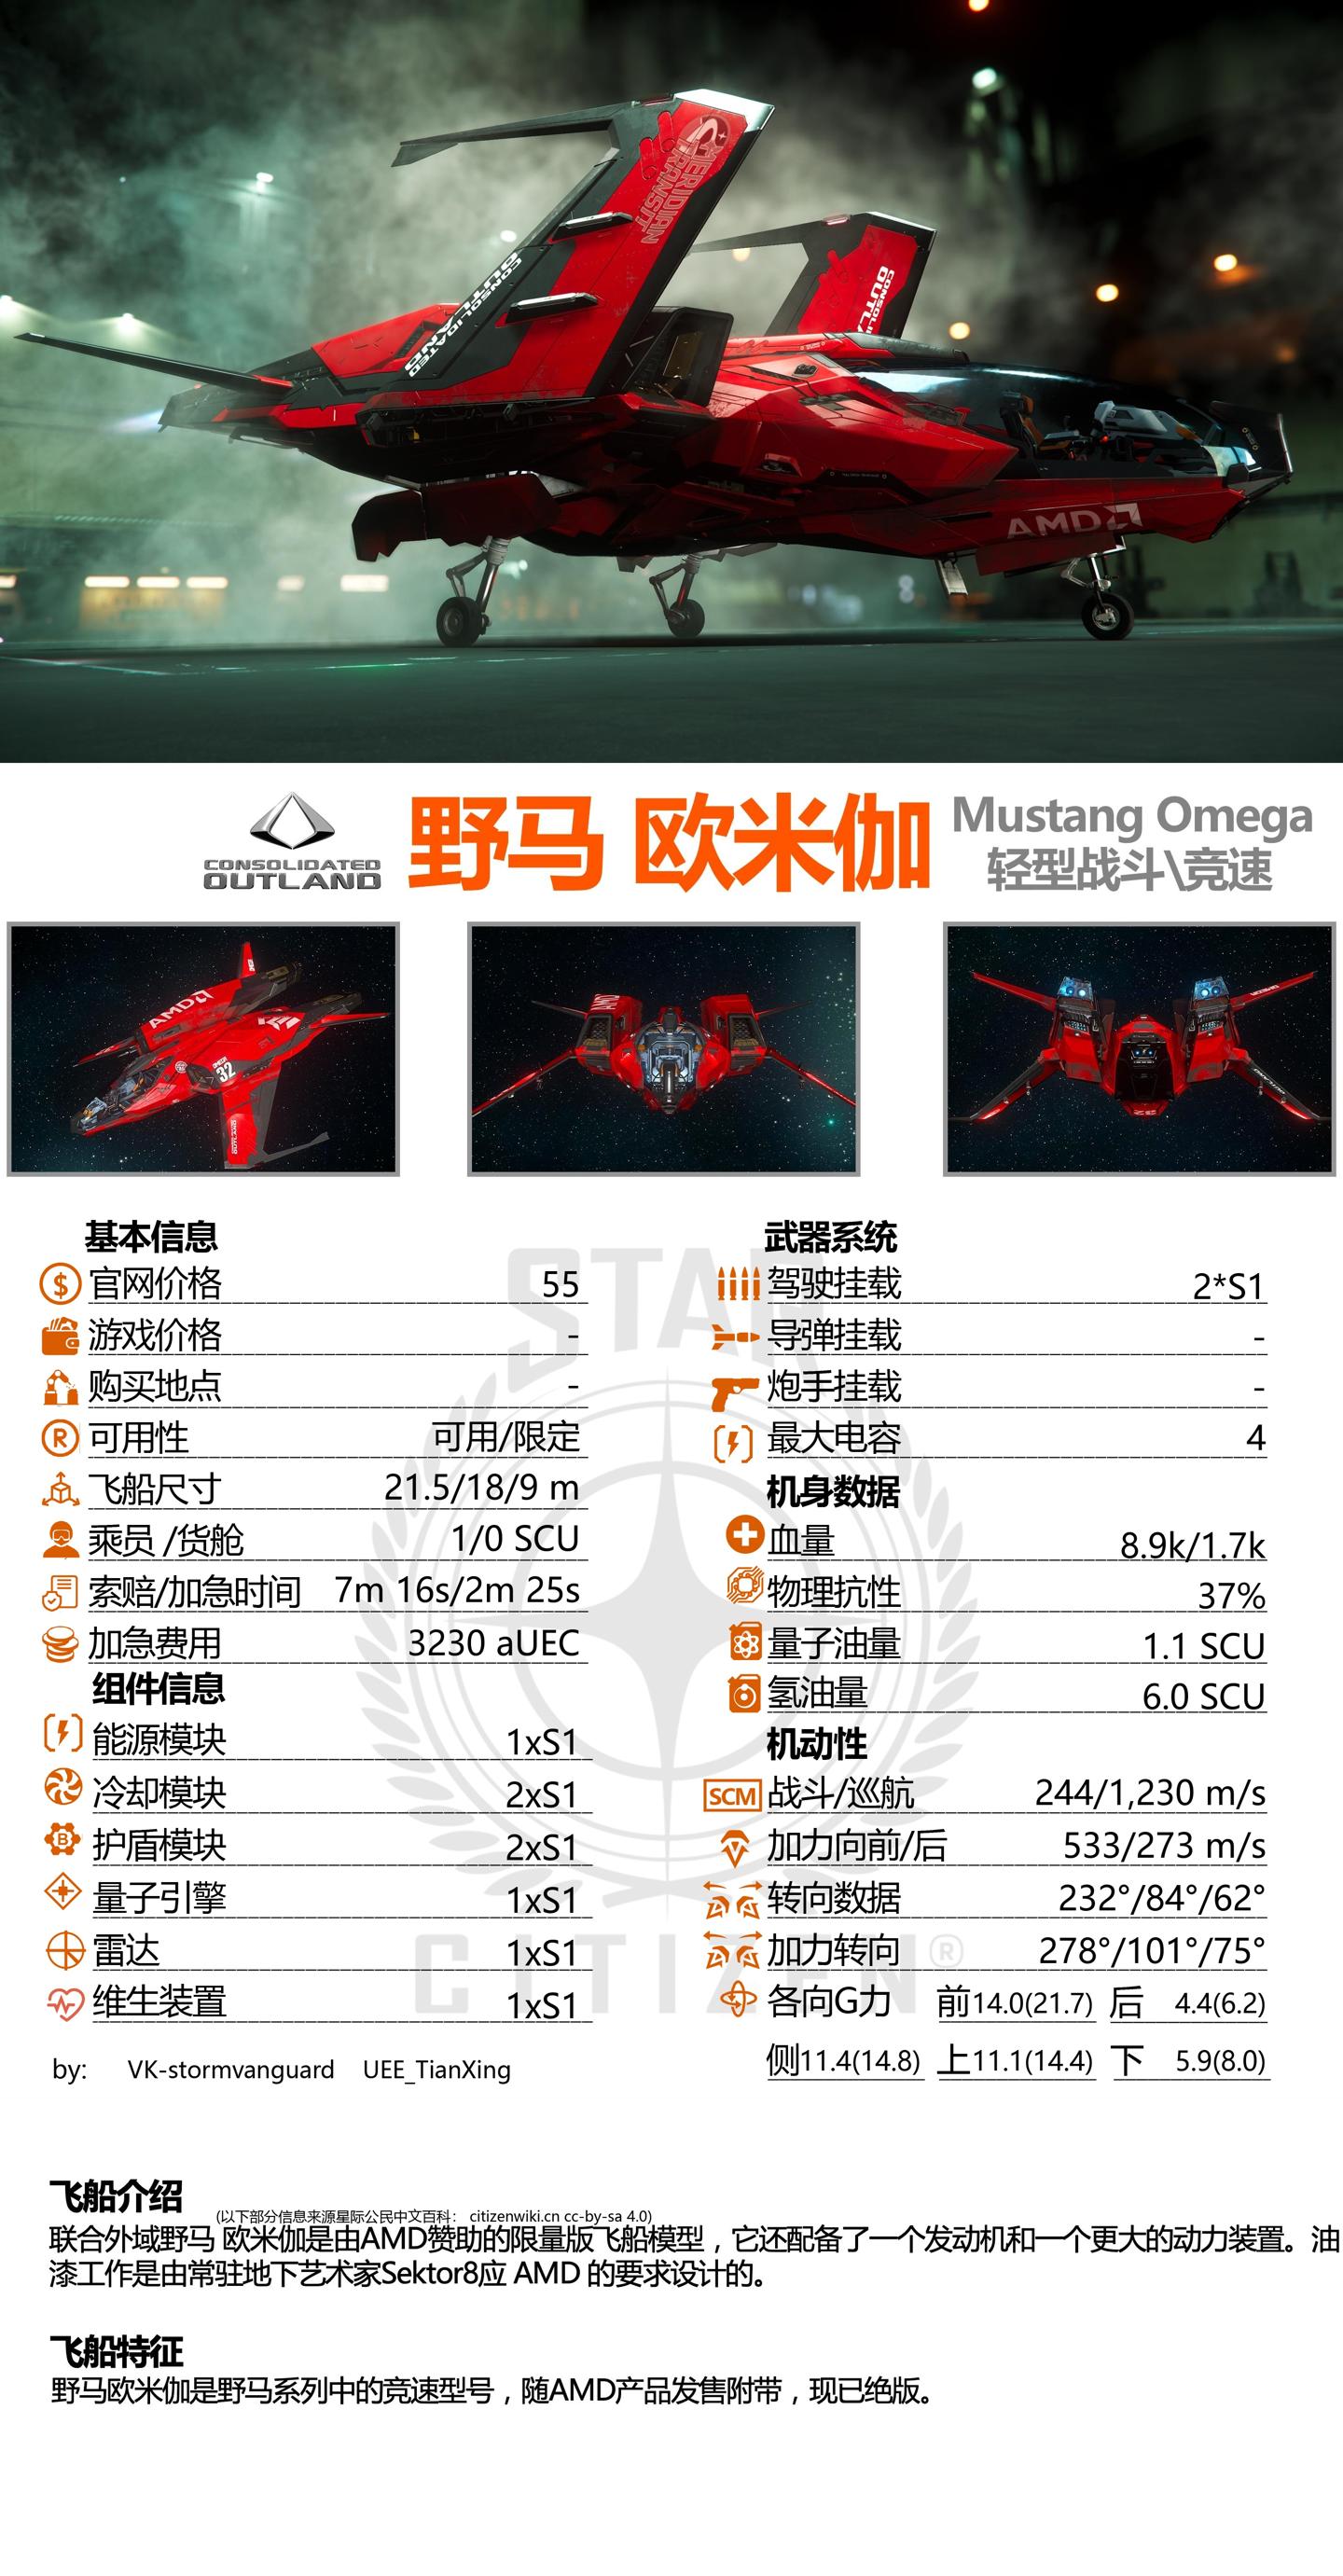 MERIDIAN
TRANSIT
CONSOLIDATED
OUTLAND
CONSOLI
OUTLA
AMD
CONSOLIDATED
OUTLAND
野马 欧米伽
Mustang Omega
轻型战斗\竞速
AMD
32
OUTLAND
AMD
基本信息
官网价格 55
游戏价格 -
购买地点 -
可用性 可用/限定
飞船尺寸 21.5/18/9 m
乘员 /货舱 1/0 SCU
索赔/加急时间 7m 16s/2m 25s
加急费用 3230 aUEC
组件信息
能源模块 1xS1
冷却模块 2xS1
护盾模块 2xS1
量子引擎 1xS1
雷达 1xS1
维生装置 1xS1
by: VK-stormvanguard UEE_TianXing
武器系统
驾驶挂载 2*S1
导弹挂载 -
炮手挂载 -
最大电容 4
机身数据
血量 8.9k/1.7k
物理抗性 37%
量子油量 1.1 SCU
氢油量 6.0 SCU
机动性
SCM 战斗/巡航 244/1,230 m/s
加力向前/后 533/273 m/s
转向数据 232°/84°/62°
加力转向 278°/101°/75°
各向G力 前14.0(21.7) 后 4.4(6.2)
侧11.4(14.8) 上11.1(14.4) 下 5.9(8.0)
STAR
CITIZEN®
飞船介绍
(以下部分信息来源星际公民中文百科： citizenwiki.cn cc-by-sa 4.0)
联合外域野马 欧米伽是由AMD赞助的限量版飞船模型，它还配备了一个发动机和一个更大的动力装置。油
漆工作是由常驻地下艺术家Sektor8应 AMD 的要求设计的。
飞船特征
野马欧米伽是野马系列中的竞速型号，随AMD产品发售附带，现已绝版。